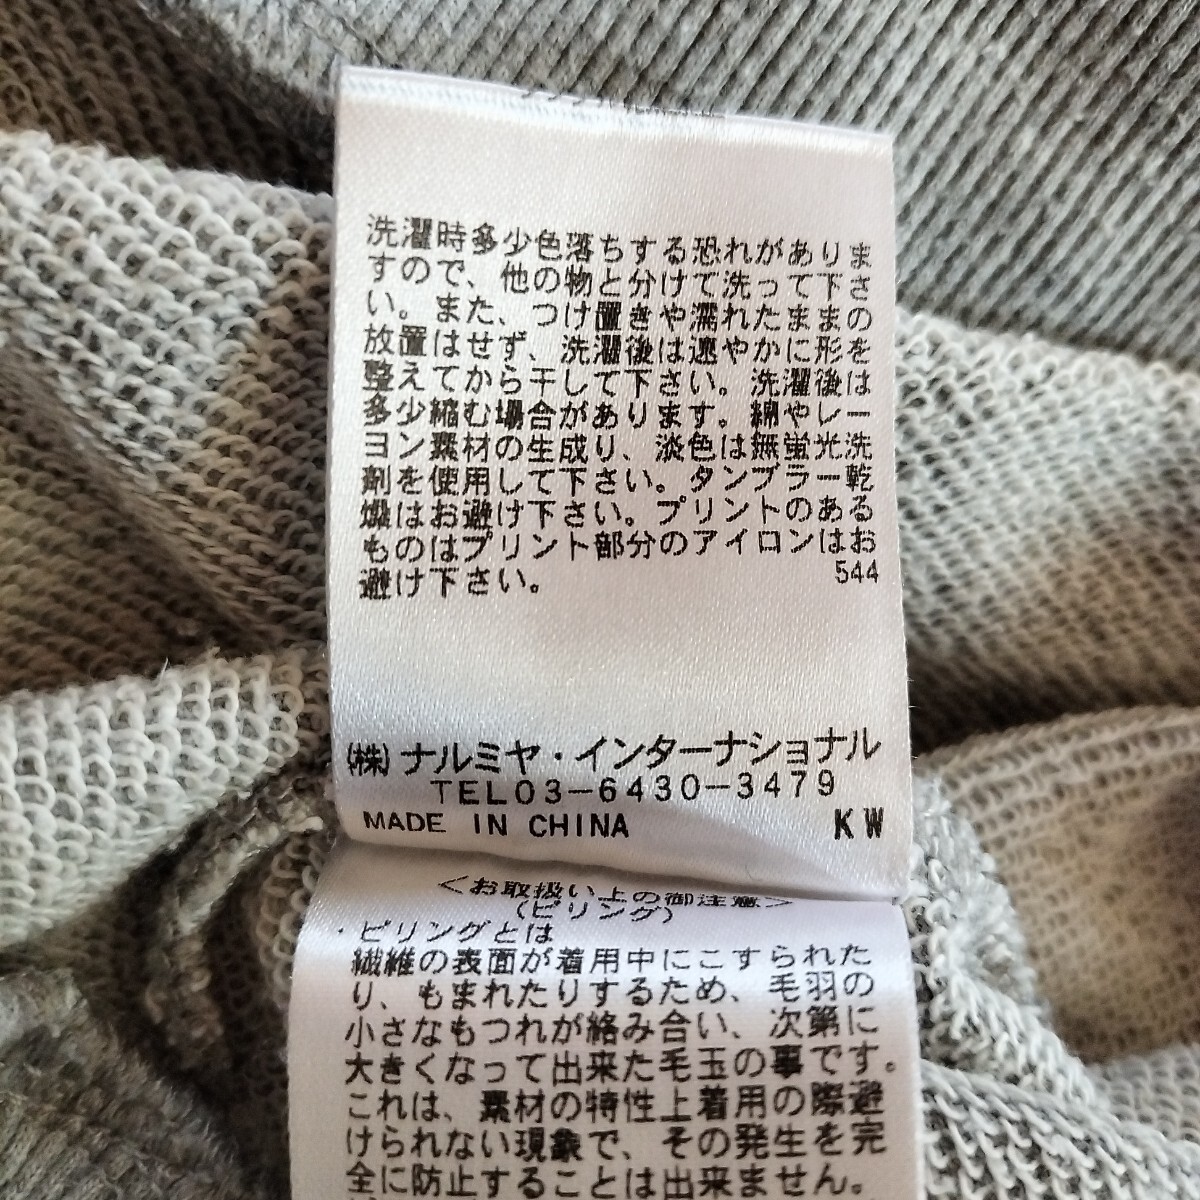 洗濯時多少色落ちする恐れがありま
すので、他の物と分けて洗って下さ
い。また、つけ置きや濡れたままの
放置はせず、洗濯後は速やかに形を
整えてから干して下さい。洗濯後は
多少縮む場合があります。綿やレー
ヨン素材の生成り、淡色は無蛍光洗
剤を使用して下さい。タンブラー乾
燥はお避け下さい。プリントのある
ものはプリント部分のアイロンはお
避け下さい。 544
(株)ナルミヤ・インターナショナル
TEL03-6430-3479
MADE IN CHINA KW
<お取扱い上の御注意>
(ピリング)
・ピリングとは
繊維の表面が着用中にこすられた
り、もまれたりするため、毛羽の
小さなもつれが絡み合い、次第に
大きくなって出来た毛玉の事です。
これは、素材の特性上着用の際避
けられない現象で、その発生を完
全に防止することは出来ません。